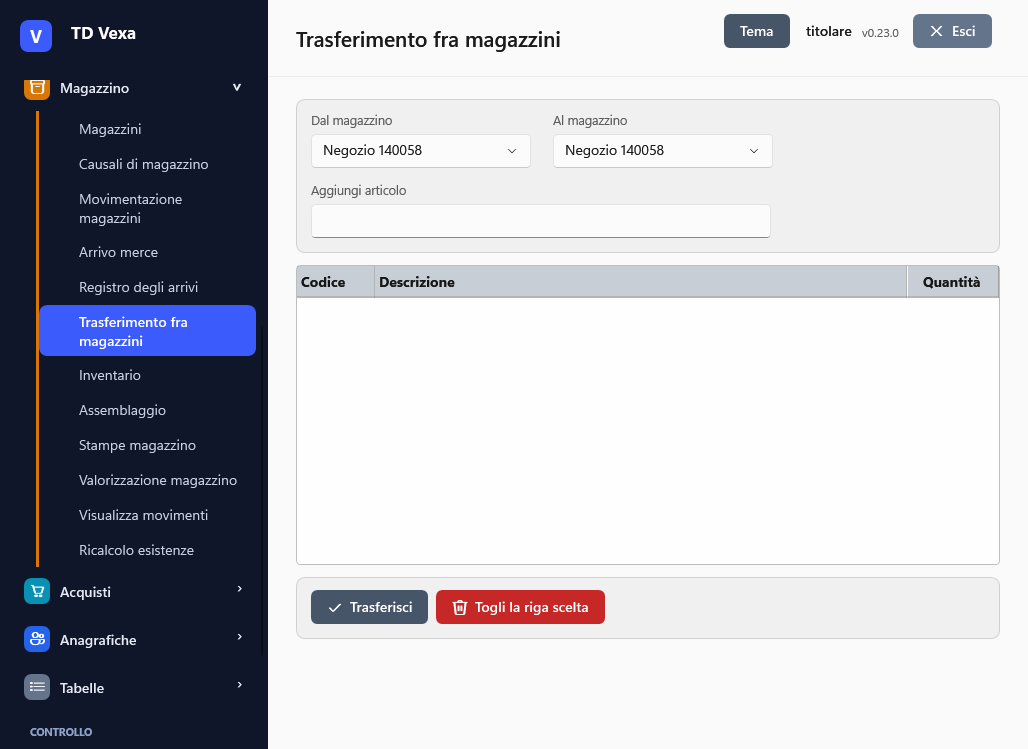 V
TD Vexa
Magazzino
Magazzini
Causali di magazzino
Movimentazione
magazzini
Arrivo merce
Registro degli arrivi
Trasferimento fra
magazzini
Inventario
Assemblaggio
Stampe magazzino
Valorizzazione magazzino
Visualizza movimenti
Ricalcolo esistenze
Acquisti
Anagrafiche
Tabelle
CONTROLLO
Trasferimento fra magazzini
Tema
titolare v0.23.0
Esci
Dal magazzino
Al magazzino
Negozio 140058
Negozio 140058
Aggiungi articolo
Codice
Descrizione
Quantità
Trasferisci
Togli la riga scelta